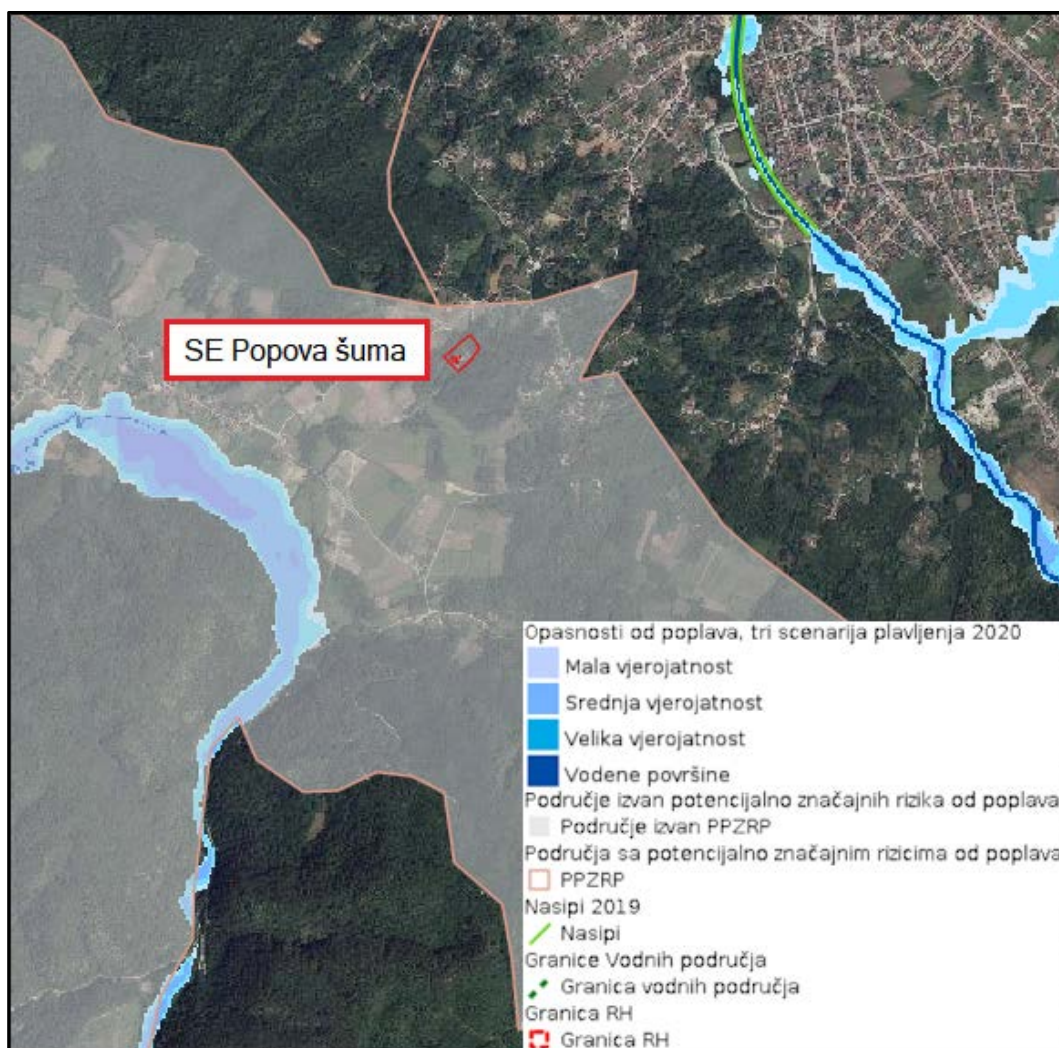 SE Popova šuma
Opasnosti od poplava, tri scenarija plavljenja 2020
Mala vjerojatnost
Srednja vjerojatnost
Velika vjerojatnost
Vodene površine
Područje izvan potencijalno značajnih rizika od poplava
Područje izvan PPZRP
Područja sa potencijalno značajnim rizicima od poplava
PPZRP
Nasipi 2019
Nasipi
Granice Vodnih područja
Granica vodnih područja
Granica RH
Granica RH